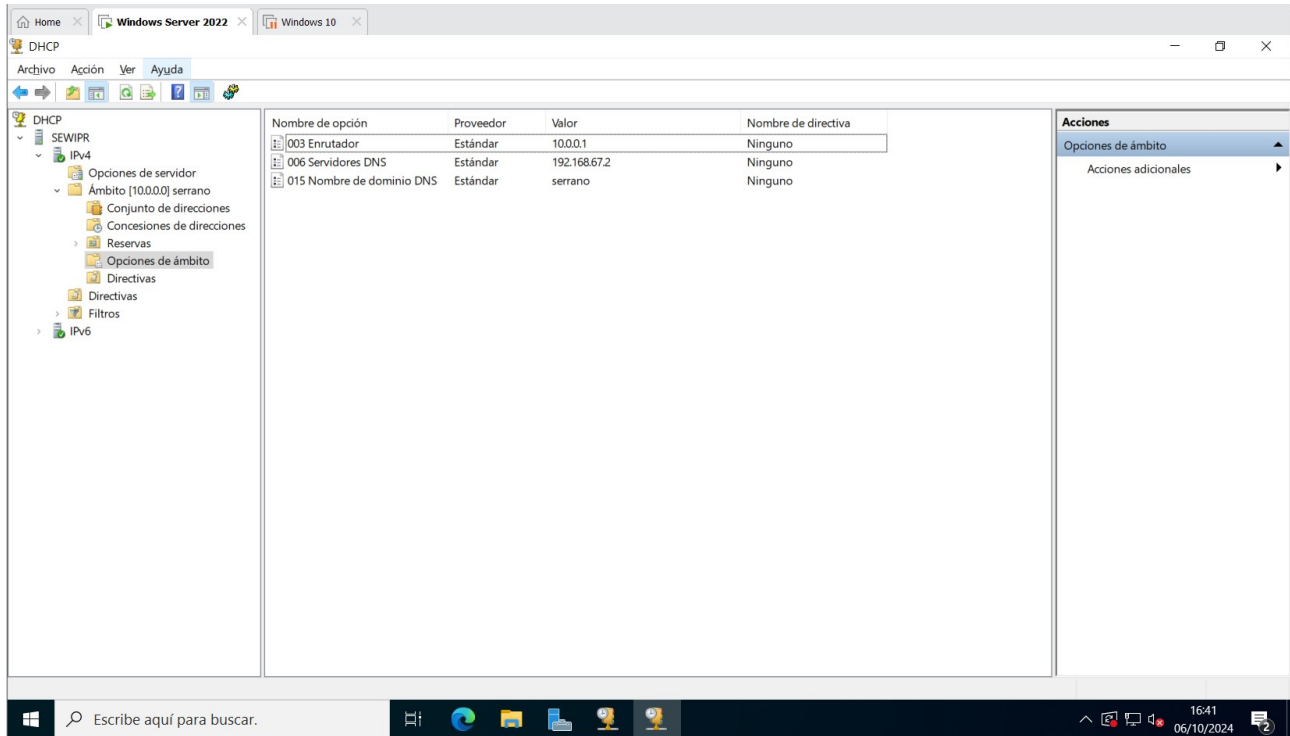 Home
Windows Server 2022
Windows 10
DHCP
Archivo Acción Ver Ayuda
DHCP
SEWIPR
IPv4
Opciones de servidor
Ámbito [10.0.0.0] serrano
Conjunto de direcciones
Concesiones de direcciones
Reservas
Opciones de ámbito
Directivas
Directivas
Filtros
IPv6
Nombre de opción Proveedor Valor Nombre de directiva
003 Enrutador Estándar 10.0.0.1 Ninguno
006 Servidores DNS Estándar 192.168.67.2 Ninguno
015 Nombre de dominio DNS Estándar serrano Ninguno
Acciones
Opciones de ámbito
Acciones adicionales
Escribe aquí para buscar.
16:41
06/10/2024
2